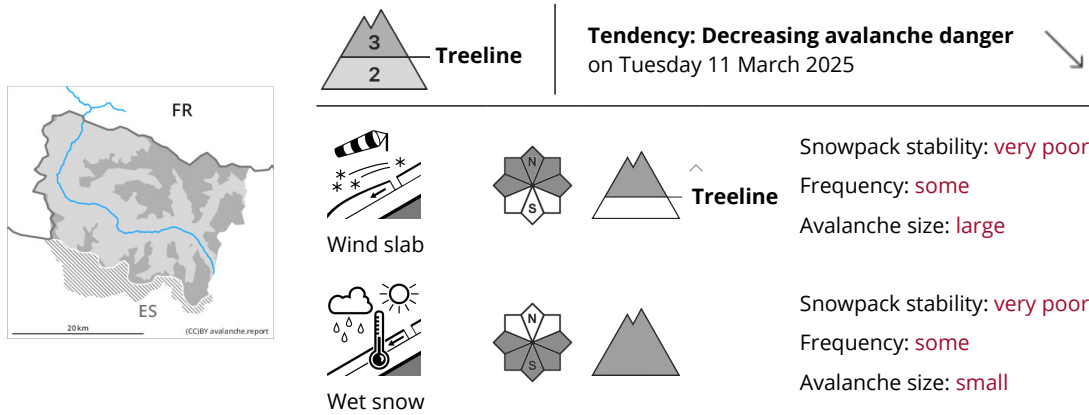 3
2
Treeline
Tendency: Decreasing avalanche danger
on Tuesday 11 March 2025
FR
ES
20 km
(CC)BY avalanche.report
N
S
Treeline
Wind slab
Snowpack stability: very poor
Frequency: some
Avalanche size: large
N
S
Wet snow
Snowpack stability: very poor
Frequency: some
Avalanche size: small